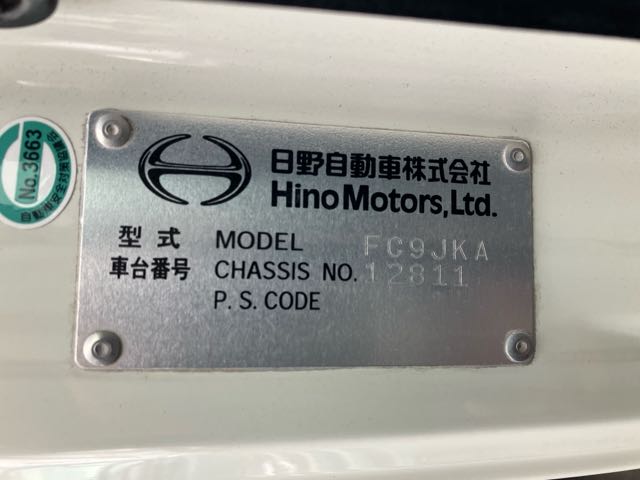 日野自動車株式会社
Hino Motors, Ltd.
型式 MODEL FC9JKA
車台番号 CHASSIS NO. 12811
P.S.CODE
No.3663